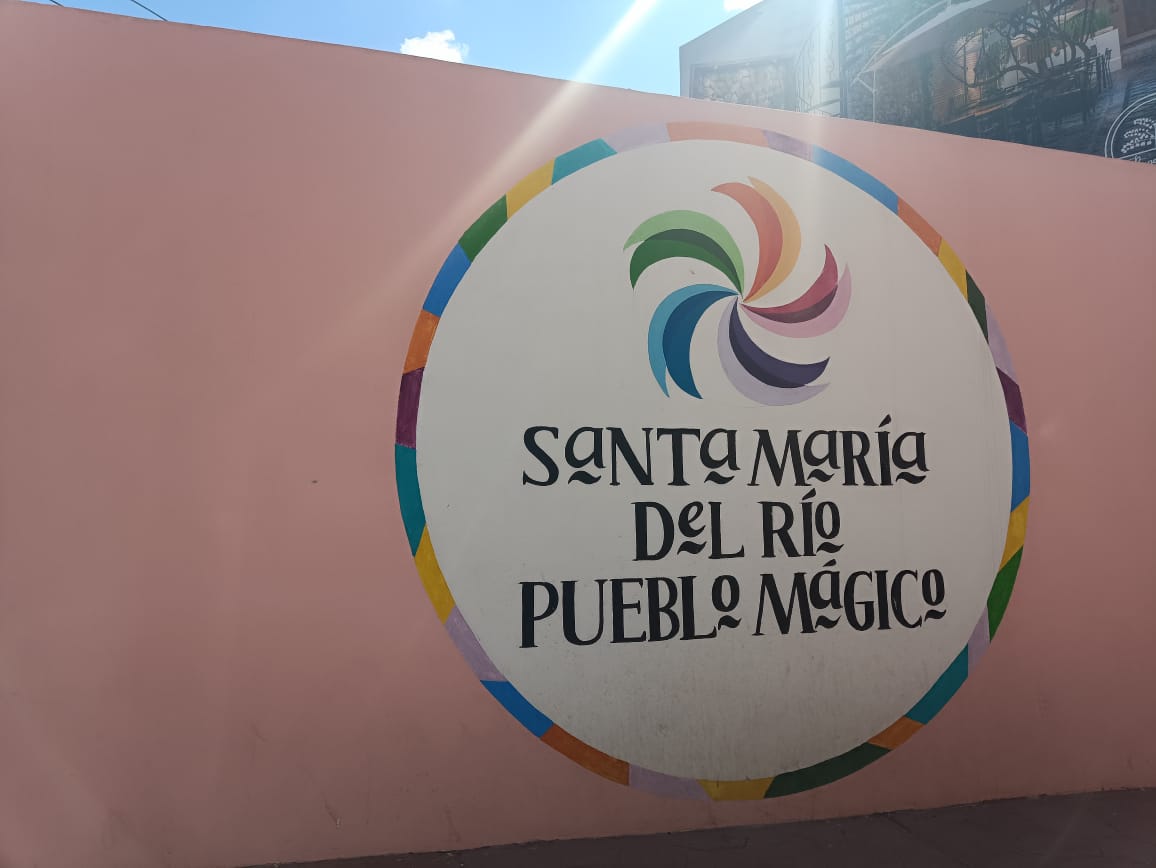 Santa María
Del Río
Pueblo Mágico